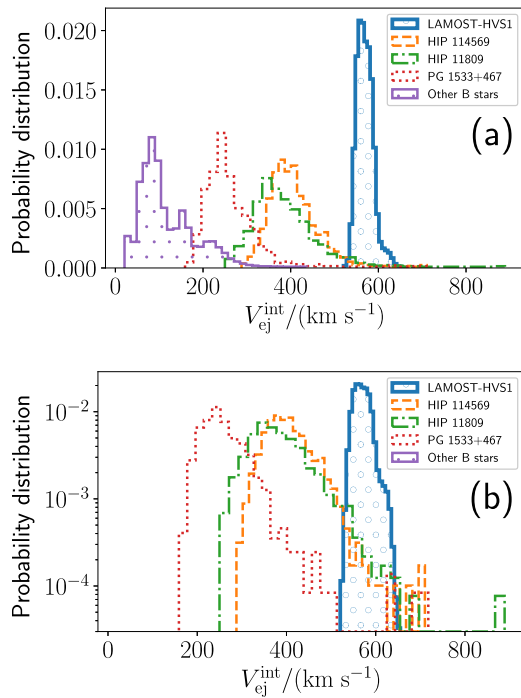 0.020
0.015
0.010
0.005
0.000
Probability distribution
LAMOST-HVS1
HIP 114569
HIP 11809
PG 1533+467
Other B stars
(a)
0 200 400 600 800
V_ej^int/(km s⁻¹)
10⁻²
10⁻³
10⁻⁴
Probability distribution
LAMOST-HVS1
HIP 114569
HIP 11809
PG 1533+467
Other B stars
(b)
0 200 400 600 800
V_ej^int/(km s⁻¹)